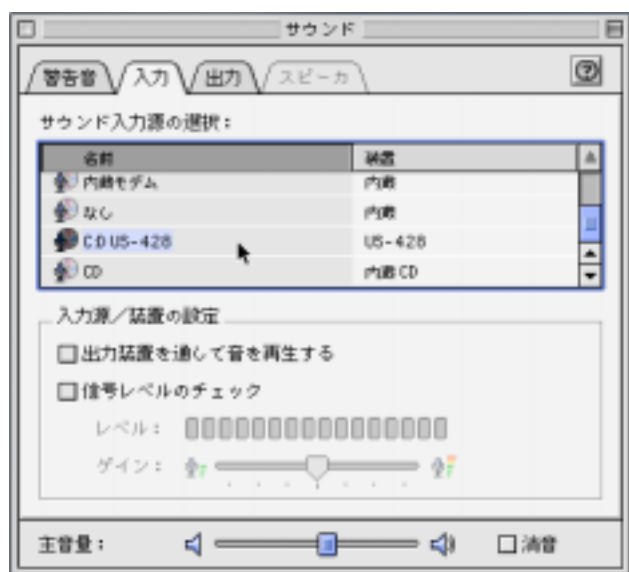 サウンド
警告音 入力 出力 スピーカ
サウンド入力源の選択：
名前 装置
内蔵モデム 内蔵
なし 内蔵
C:D US-428 US-428
CD 内蔵 CD
入力源／装置の設定
出力装置を通して音を再生する
信号レベルのチェック
レベル：
ゲイン：
主音量： 消音